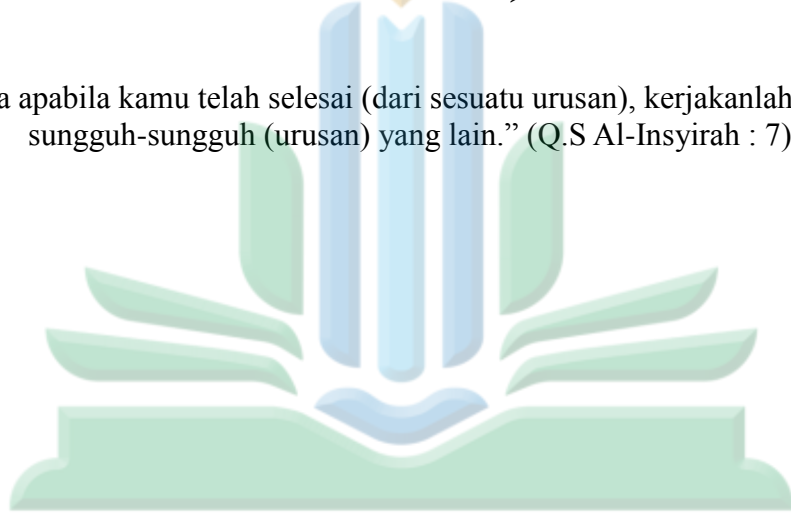 a apabila kamu telah selesai (dari sesuatu urusan), kerjakanlah
sungguh-sungguh (urusan) yang lain.” (Q.S Al-Insyirah : 7)